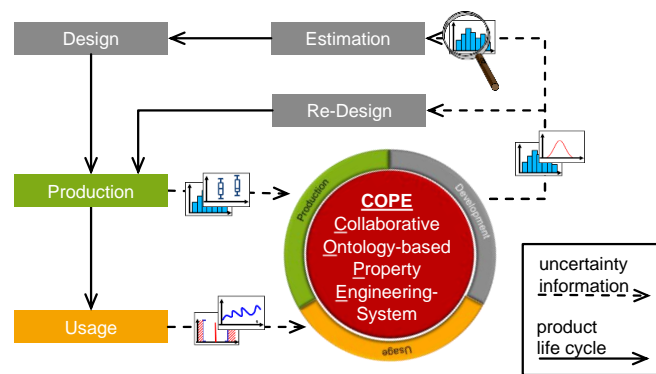 Design
Estimation
Re-Design
Production
Usage
Production
Development
Usage
COPE
Collaborative
Ontology-based
Property
Engineering-
System
uncertainty
information
product
life cycle